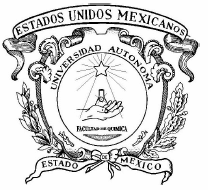 ESTADOS UNIDOS MEXICANOS
UNIVERSIDAD AUTONOMA
FACULTAD DE QUIMICA
ESTADO DE MEXICO